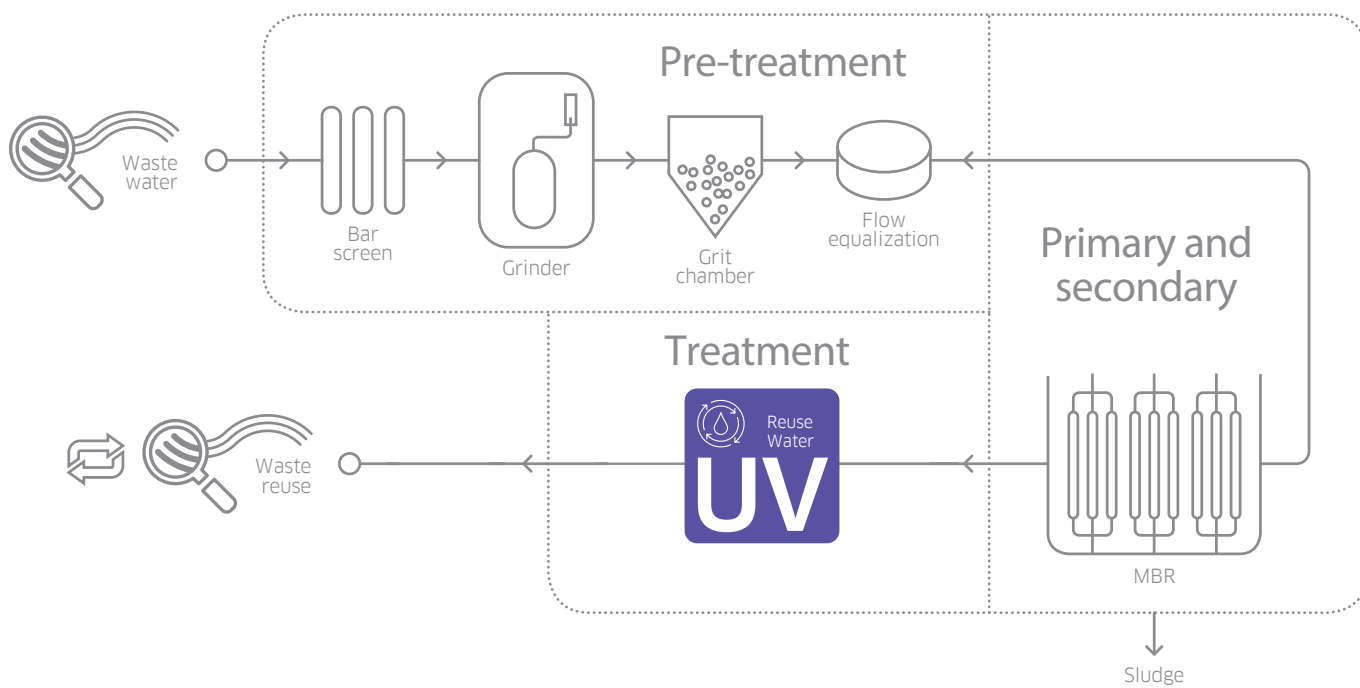 Pre-treatment
Waste
water
Bar
screen
Grinder
Grit
chamber
Flow
equalization
Primary and
secondary
Treatment
Reuse
Water
UV
Waste
reuse
MBR
Sludge